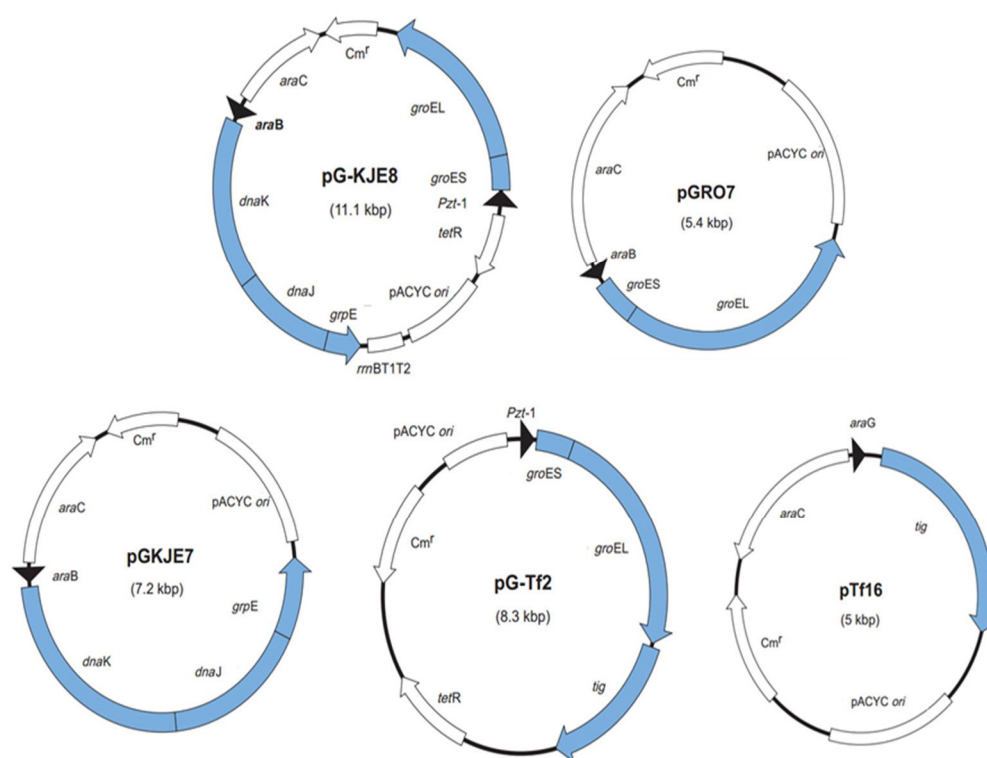 Cmr
araC
araB
groEL
pG-KJE8
(11.1 kbp)
groES
Pzt-1
dnaK
tetR
pACYC ori
dnaJ
grpE
rrnBT1T2
Cmr
pACYC ori
araC
pGRO7
(5.4 kbp)
araB
groES
groEL
Cmr
pACYC ori
araC
pGKJE7
(7.2 kbp)
araB
grpE
dnaK
dnaJ
Pzt-1
pACYC ori
groES
Cmr
groEL
pG-Tf2
(8.3 kbp)
tig
tetR
araG
araC
tig
pTf16
(5 kbp)
Cmr
pACYC ori